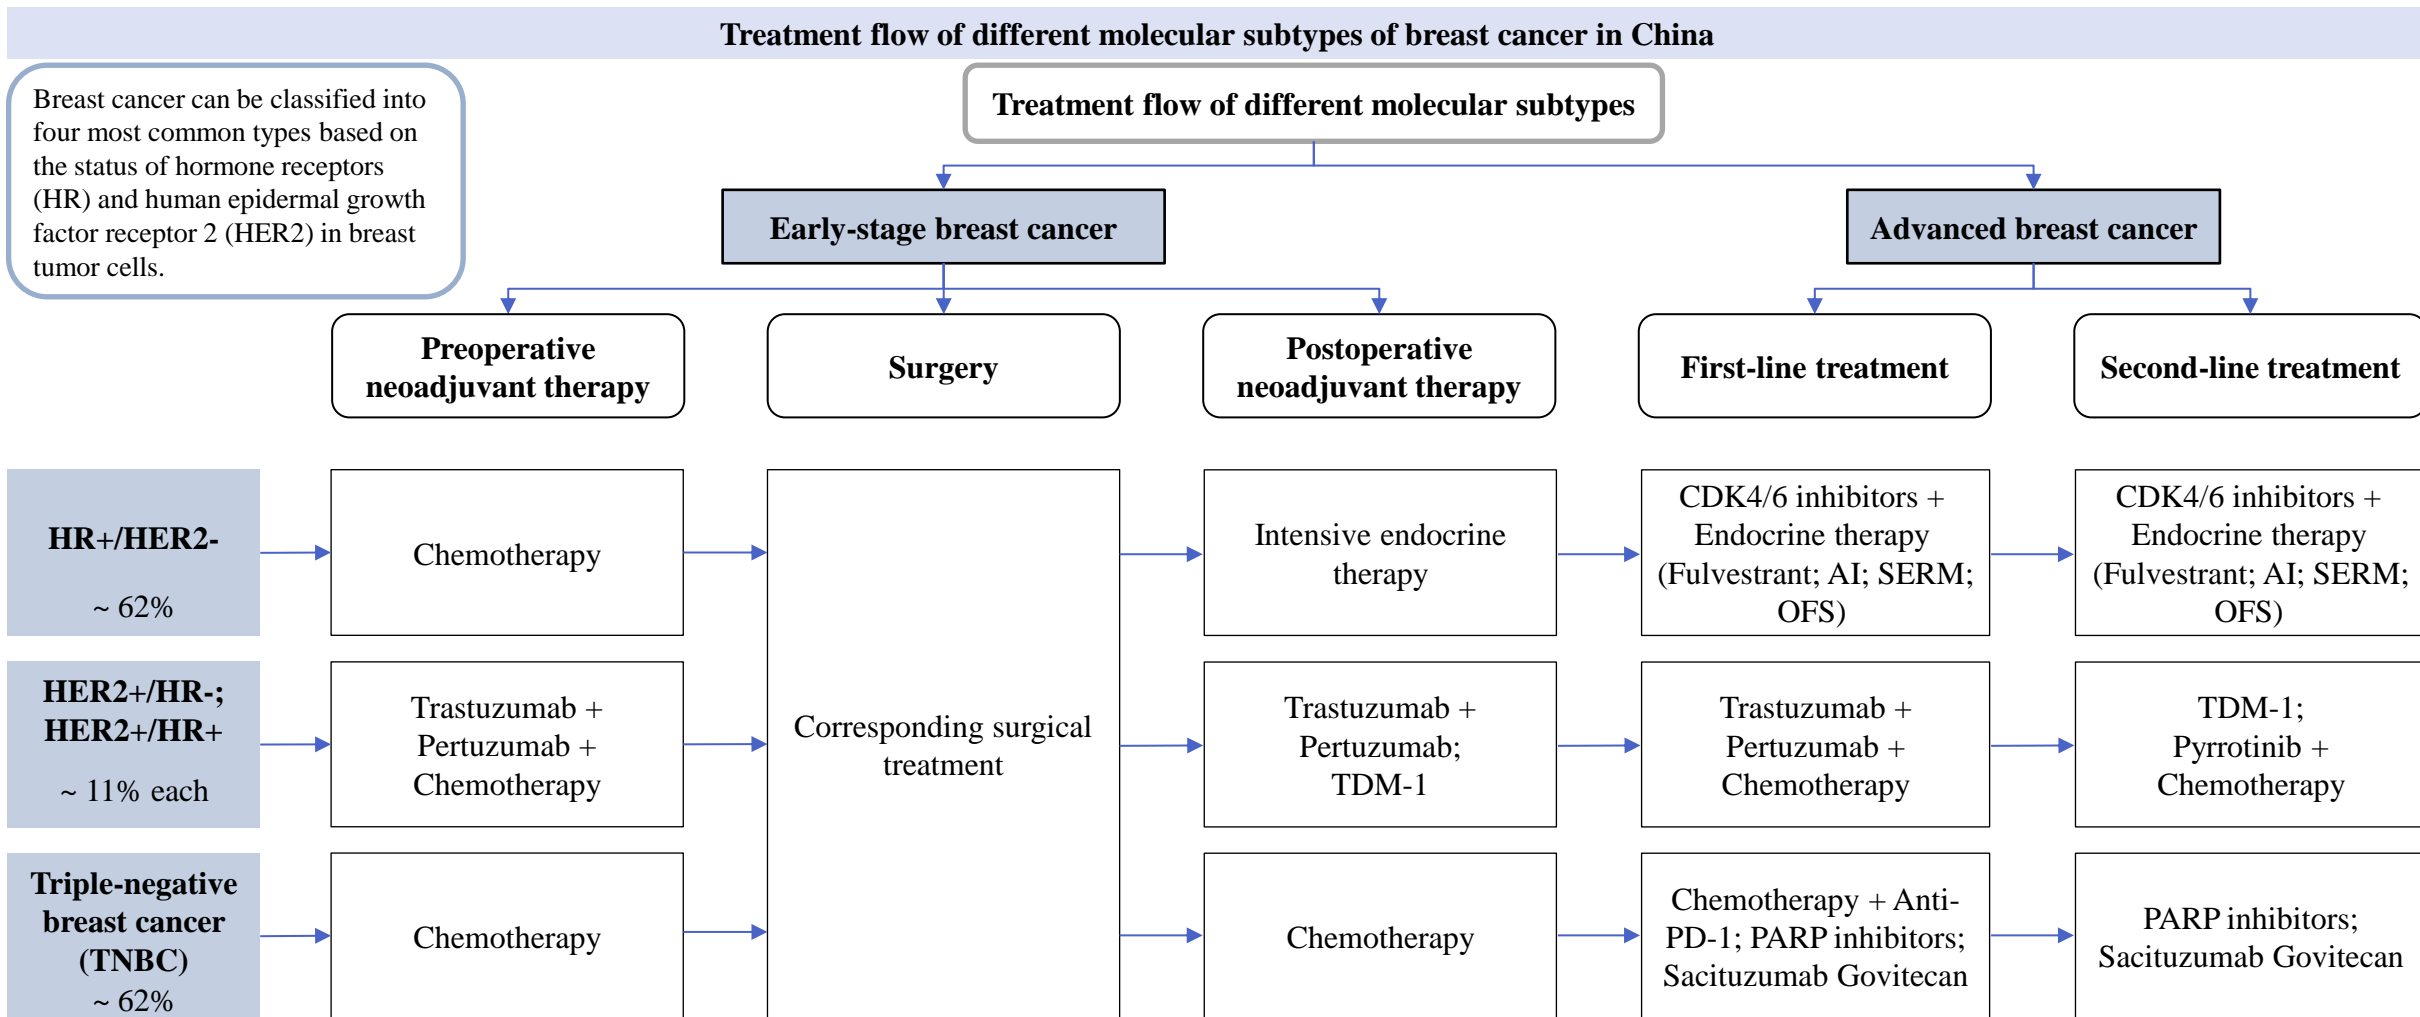 Treatment flow of different molecular subtypes of breast cancer in China
Breast cancer can be classified into
four most common types based on
the status of hormone receptors
(HR) and human epidermal growth
factor receptor 2 (HER2) in breast
tumor cells.
Treatment flow of different molecular subtypes
Early-stage breast cancer
Advanced breast cancer
Preoperative
neoadjuvant therapy
Surgery
Postoperative
neoadjuvant therapy
First-line treatment
Second-line treatment
HR+/HER2-
~ 62%
Chemotherapy
Intensive endocrine
therapy
CDK4/6 inhibitors +
Endocrine therapy
(Fulvestrant; AI; SERM;
OFS)
CDK4/6 inhibitors +
Endocrine therapy
(Fulvestrant; AI; SERM;
OFS)
HER2+/HR-;
HER2+/HR+
~ 11% each
Trastuzumab +
Pertuzumab +
Chemotherapy
Corresponding surgical
treatment
Trastuzumab +
Pertuzumab;
TDM-1
Trastuzumab +
Pertuzumab +
Chemotherapy
TDM-1;
Pyrrotinib +
Chemotherapy
Triple-negative
breast cancer
(TNBC)
~ 62%
Chemotherapy
Chemotherapy
Chemotherapy + Anti-
PD-1; PARP inhibitors;
Sacituzumab Govitecan
PARP inhibitors;
Sacituzumab Govitecan